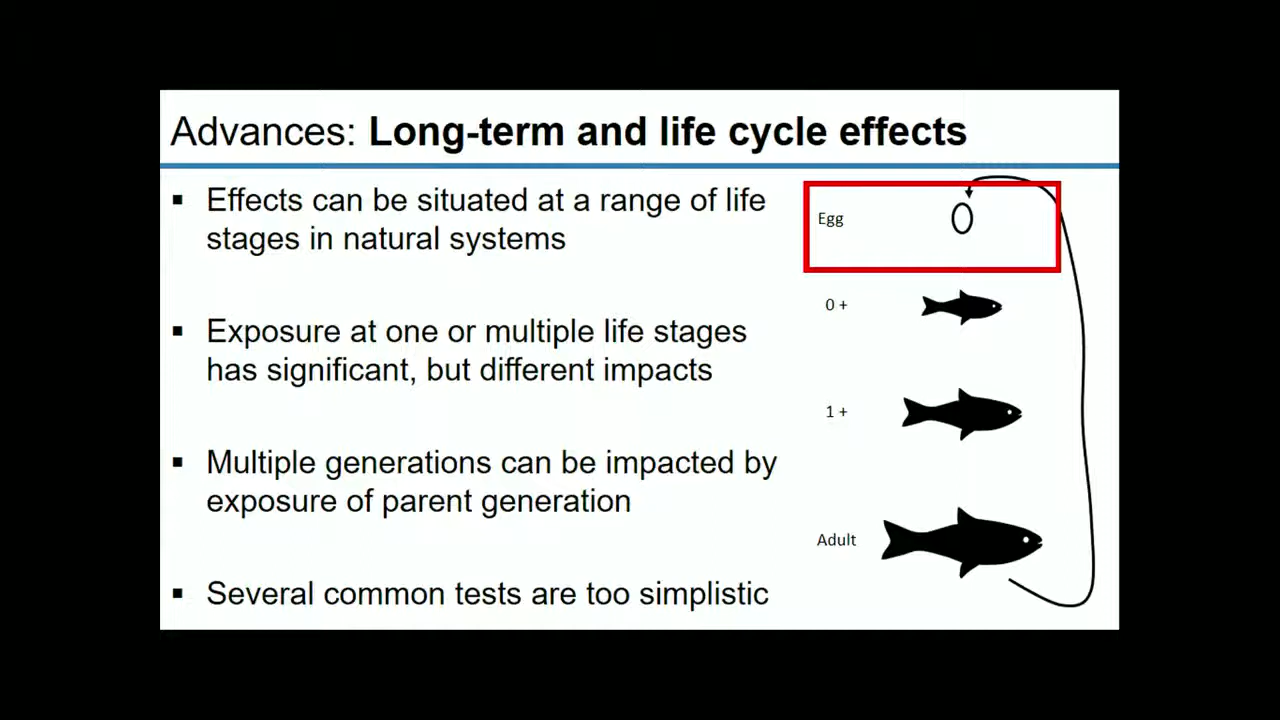 Advances: Long-term and life cycle effects
▪ Effects can be situated at a range of life
stages in natural systems
▪ Exposure at one or multiple life stages
has significant, but different impacts
▪ Multiple generations can be impacted by
exposure of parent generation
▪ Several common tests are too simplistic
Egg
0 +
1 +
Adult